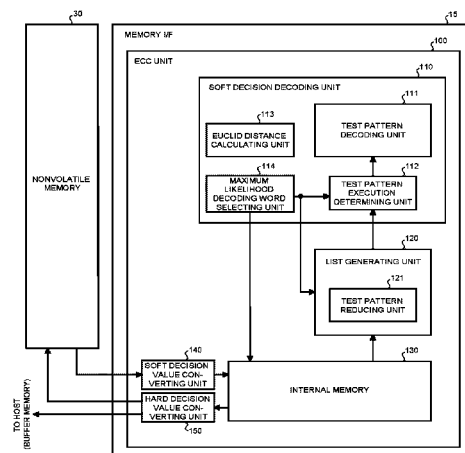 30
15
MEMORY I/F
100
ECC UNIT
110
SOFT DECISION DECODING UNIT
111
113
EUCLID DISTANCE
CALCULATING UNIT
TEST PATTERN
DECODING UNIT
NONVOLATILE
MEMORY
114
112
MAXIMUM
LIKELIHOOD
DECODING WORD
SELECTING UNIT
TEST PATTERN
EXECUTION
DETERMINING UNIT
120
LIST GENERATING UNIT
121
TEST PATTERN
REDUCING UNIT
140
130
SOFT DECISION
VALUE CON-
VERTING UNIT
INTERNAL MEMORY
HARD DECISION
VALUE CON-
VERTING UNIT
150
TO HOST
(BUFFER MEMORY)